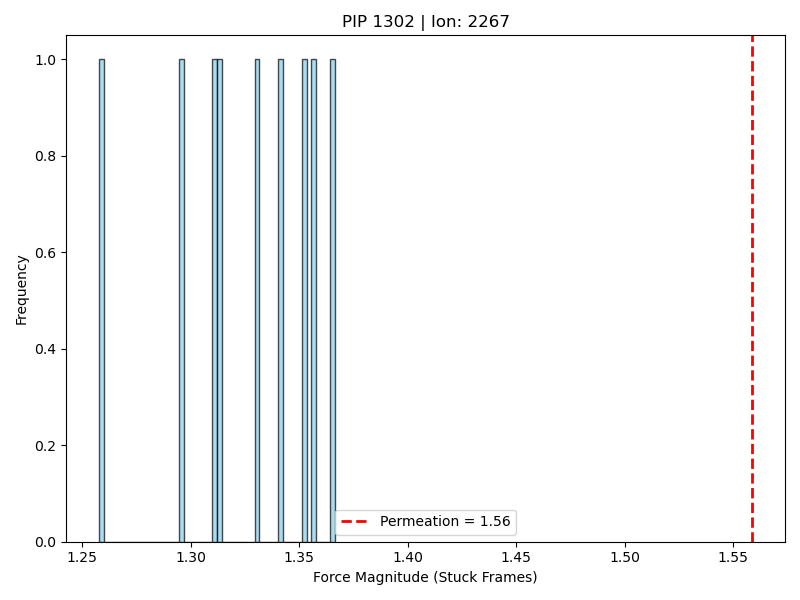 PIP 1302 | Ion: 2267
Frequency
1.0
0.8
0.6
0.4
0.2
0.0
Permeation = 1.56
1.25 1.30 1.35 1.40 1.45 1.50 1.55
Force Magnitude (Stuck Frames)